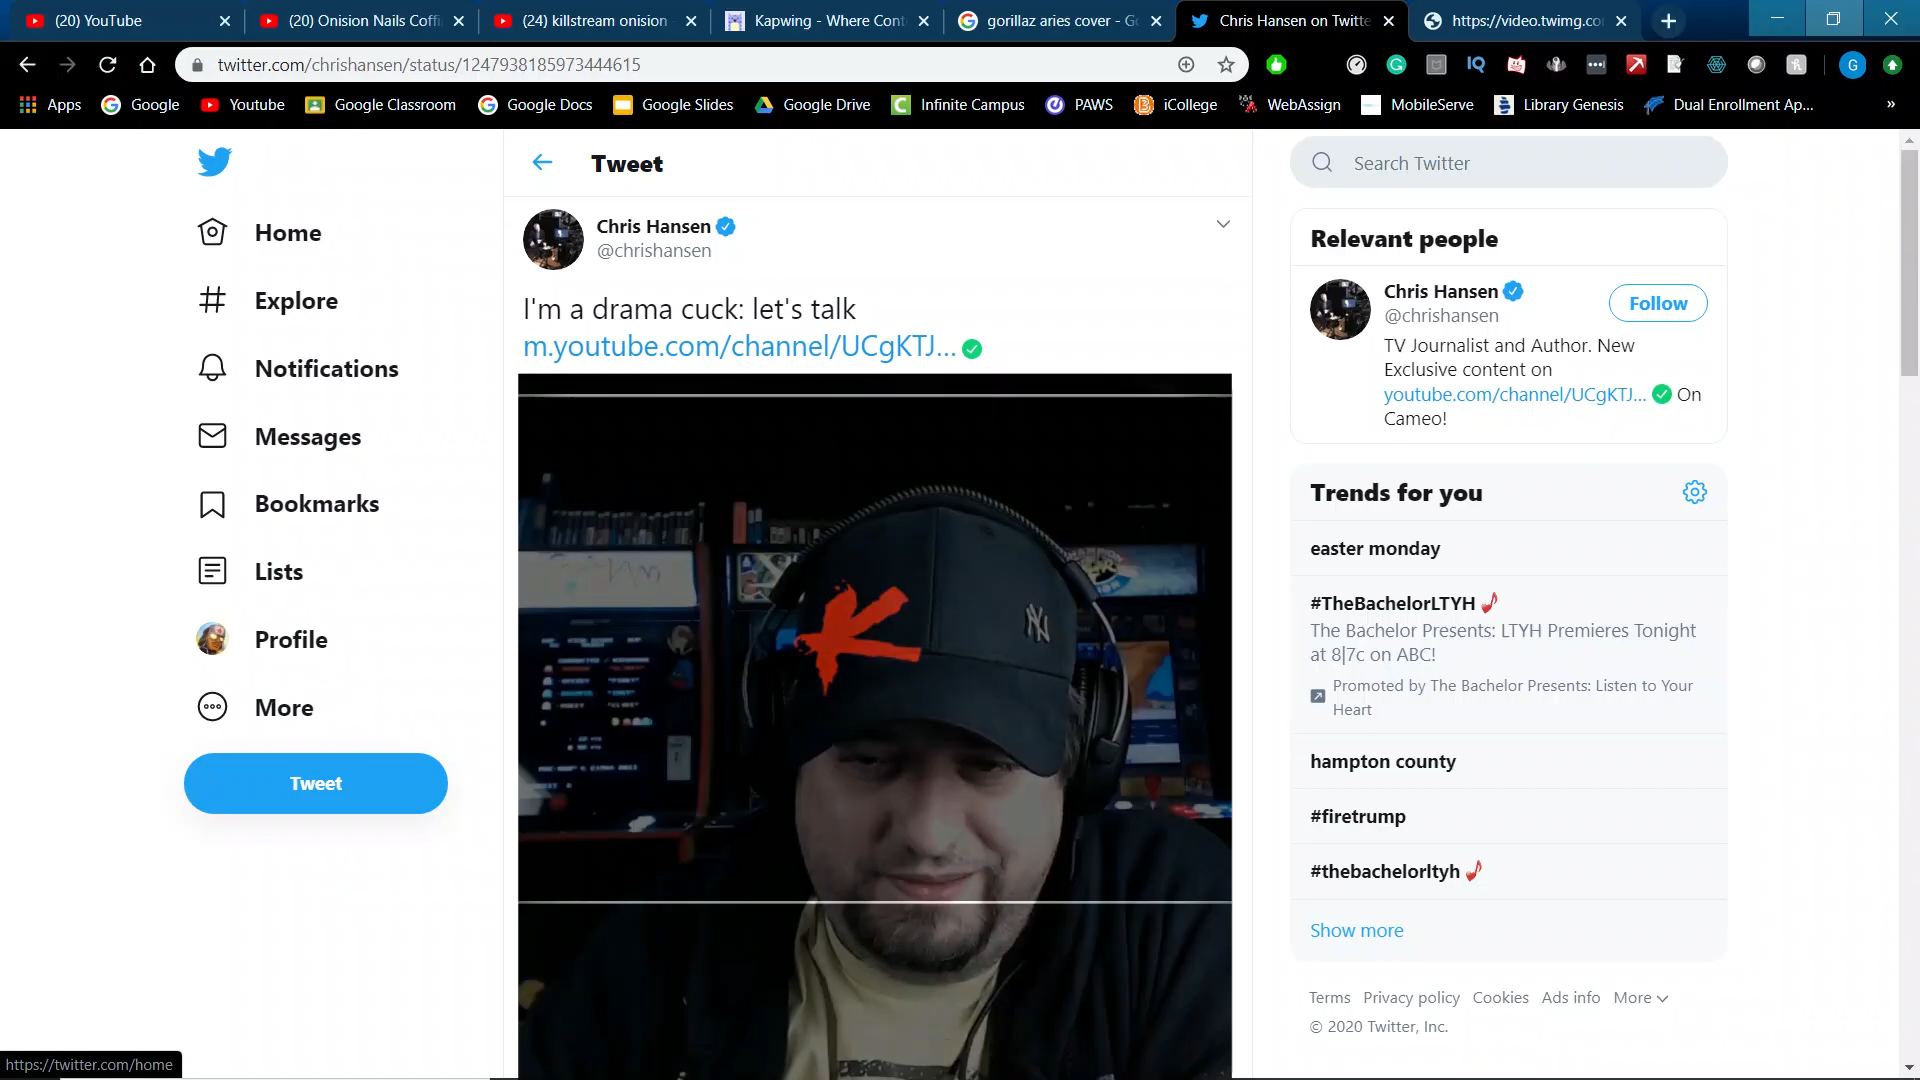 (20) YouTube
(20) Onision Nails Coffi
(24) killstream onision
Kapwing - Where Cont
gorillaz aries cover - Go
Chris Hansen on Twitte
https://video.twimg.co
twitter.com/chrishansen/status/1247938185973444615
IQ
G
Apps
Google
Youtube
Google Classroom
Google Docs
Google Slides
Google Drive
Infinite Campus
PAWS
iCollege
WebAssign
MobileServe
Library Genesis
Dual Enrollment Ap...
»
Home
Explore
Notifications
Messages
Bookmarks
Lists
Profile
More
Tweet
Tweet
Chris Hansen
@chrishansen
I'm a drama cuck: let's talk
m.youtube.com/channel/UCgKTJ...
K
NY
Search Twitter
Relevant people
Chris Hansen
@chrishansen
Follow
TV Journalist and Author. New
Exclusive content on
youtube.com/channel/UCgKTJ... On
Cameo!
Trends for you
easter monday
#TheBachelorLTYH
The Bachelor Presents: LTYH Premieres Tonight
at 8|7c on ABC!
Promoted by The Bachelor Presents: Listen to Your
Heart
hampton county
#firetrump
#thebachelorltyh
Show more
Terms Privacy policy Cookies Ads info More
© 2020 Twitter, Inc.
https://twitter.com/home